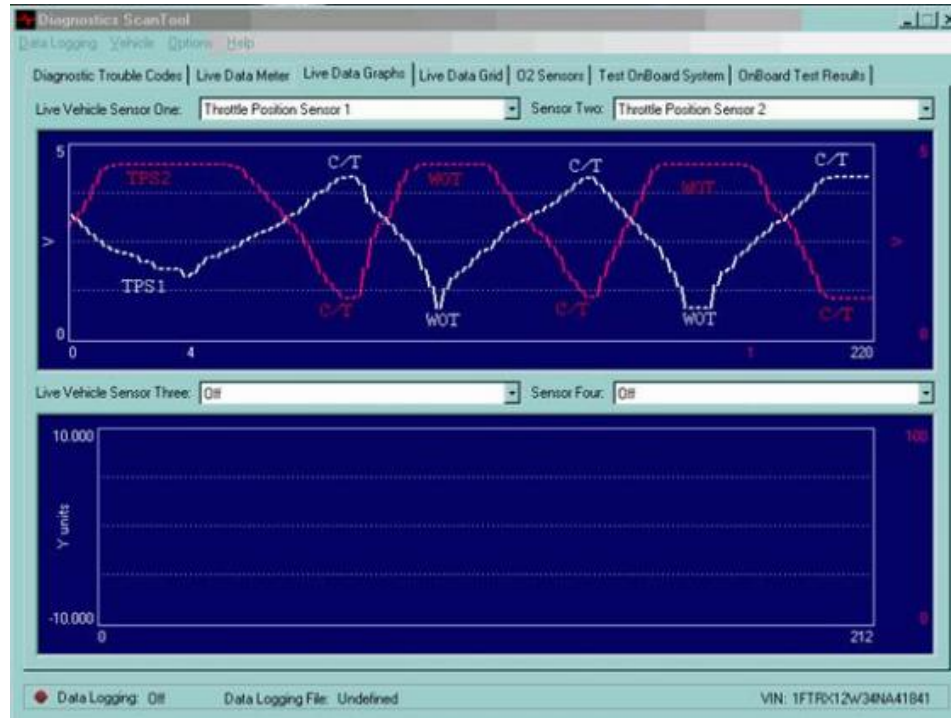 Diagnostics ScanTool
Data Logging Vehicle Options Help
Diagnostic Trouble Codes Live Data Meter Live Data Graphs Live Data Grid O2 Sensors Test OnBoard System OnBoard Test Results
Live Vehicle Sensor One: Throttle Position Sensor 1 Sensor Two: Throttle Position Sensor 2
5 C/T C/T C/T 5
TPS2 WOT WOT
V V
TPS1
C/T WOT C/T WOT C/T
0 0
0 4 1 220
Live Vehicle Sensor Three: Off Sensor Four: Off
10.000 100
Y units
-10.000 0
0 212
Data Logging: Off Data Logging File: Undefined VIN: 1FTRX12W34NA41841